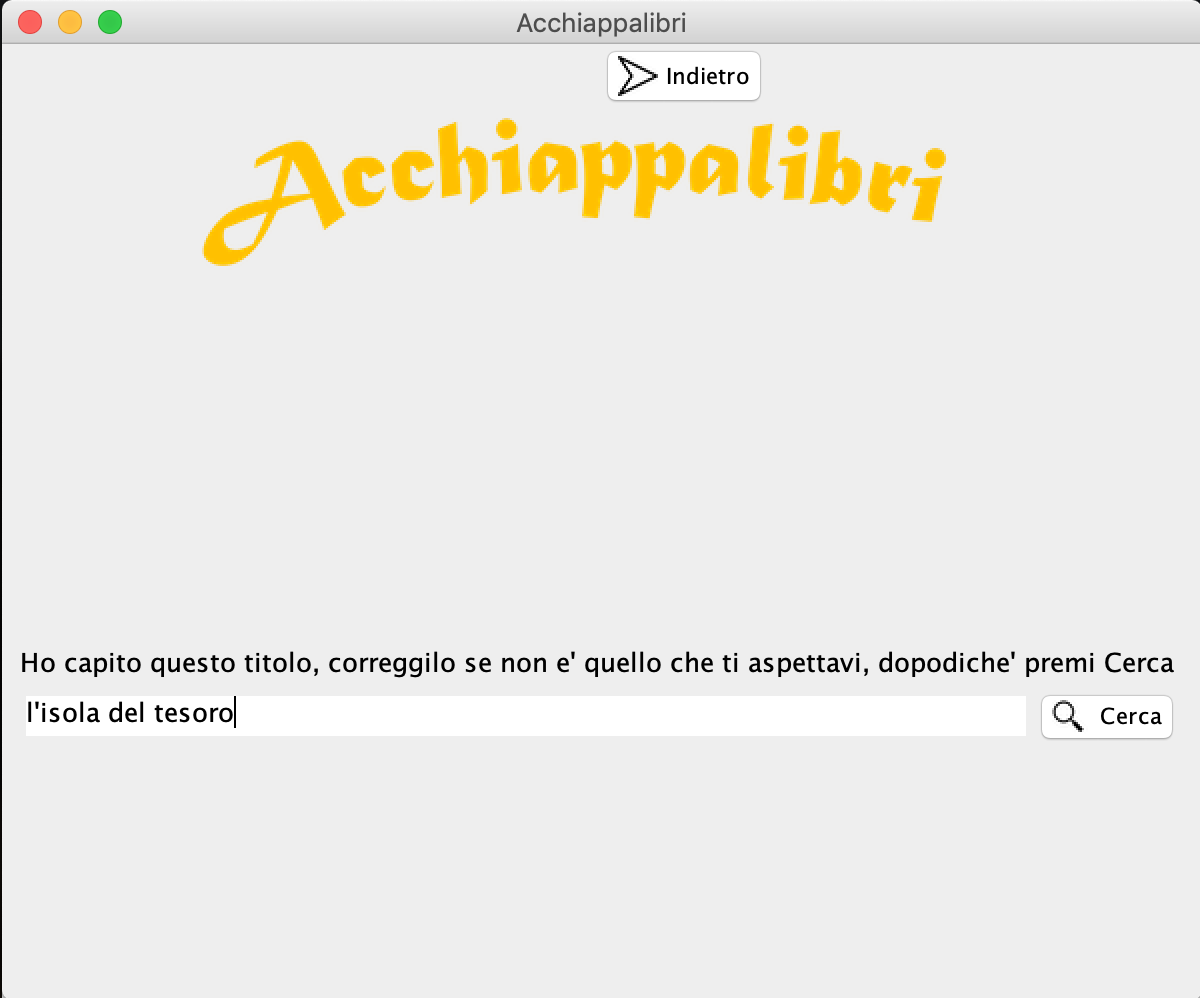 Acchiappalibri
Indietro
Acchiappalibri
Ho capito questo titolo, correggilo se non e' quello che ti aspettavi, dopodiche' premi Cerca
l'isola del tesoro
Cerca